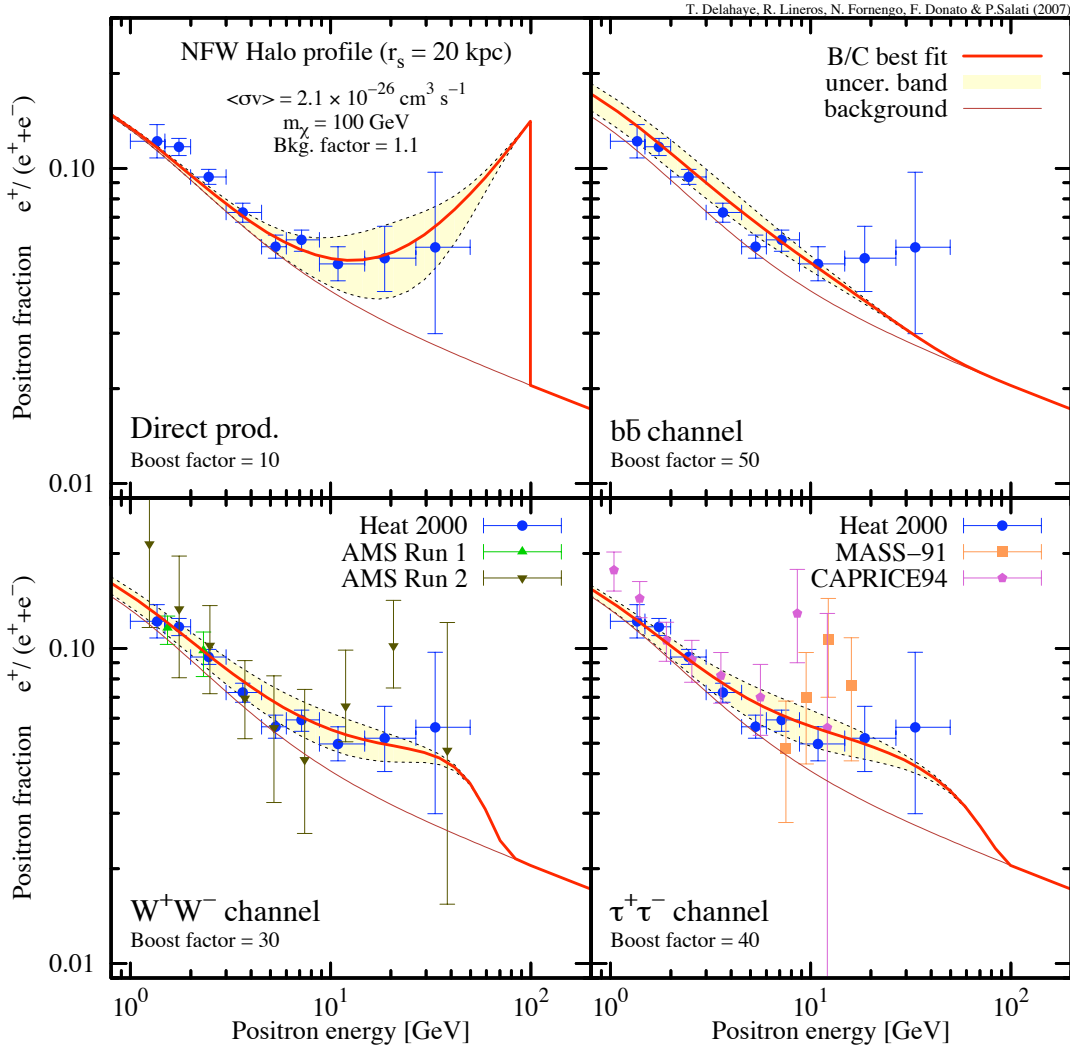 T. Delahaye, R. Lineros, N. Fornengo, F. Donato & P.Salati (2007)
NFW Halo profile (r_s = 20 kpc)
<σv> = 2.1 × 10^−26 cm^3 s^−1
m_χ = 100 GeV
Bkg. factor = 1.1
B/C best fit
uncer. band
background
0.10
0.01
Positron fraction e^+ / (e^+ + e^−)
Direct prod.
Boost factor = 10
bb̄ channel
Boost factor = 50
Heat 2000
AMS Run 1
AMS Run 2
Heat 2000
MASS−91
CAPRICE94
0.10
0.01
Positron fraction e^+ / (e^+ + e^−)
W^+W^− channel
Boost factor = 30
τ^+τ^− channel
Boost factor = 40
10^0 10^1 10^2
10^0 10^1 10^2
Positron energy [GeV]
Positron energy [GeV]